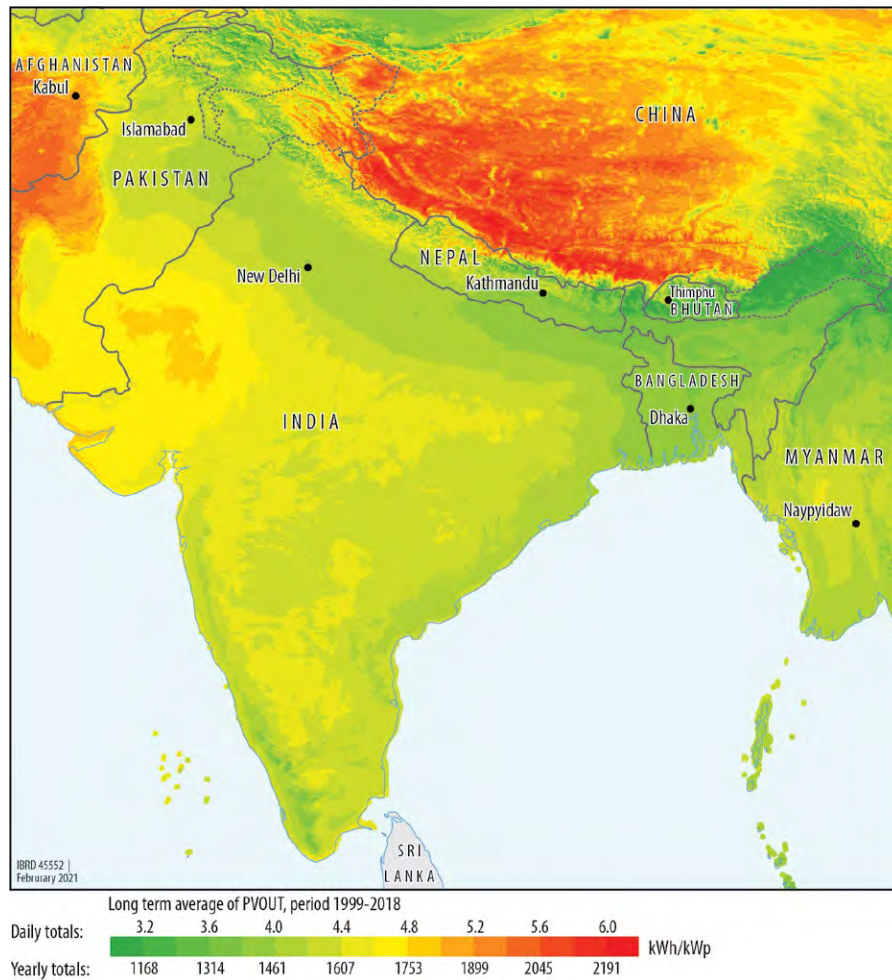 AFGHANISTAN
Kabul
Islamabad
CHINA
PAKISTAN
New Delhi
NEPAL
Kathmandu
Thimphu
BHUTAN
BANGLADESH
Dhaka
INDIA
MYANMAR
Naypyidaw
SRI
LANKA
IBRD 45552 |
Februrary 2021
Long term average of PVOUT, period 1999-2018
Daily totals: 3.2 3.6 4.0 4.4 4.8 5.2 5.6 6.0
kWh/kWp
Yearly totals: 1168 1314 1461 1607 1753 1899 2045 2191